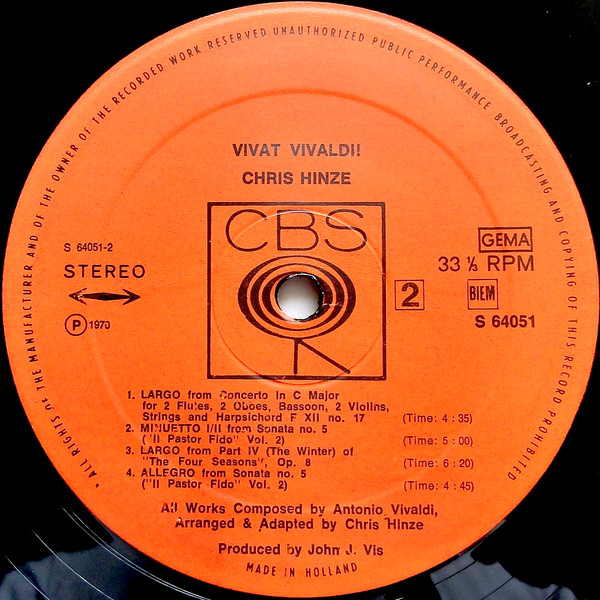 * ALL RIGHTS OF THE MANUFACTURER AND OF THE OWNER OF THE RECORDED WORK RESERVED UNAUTHORIZED PUBLIC PERFORMANCE BROADCASTING AND COPYING OF THIS RECORD PROHIBITED
VIVAT VIVALDI!
CHRIS HINZE
CBS
S 64051-2
STEREO
℗ 1970
GEMA
33 ⅓ RPM
2
BIEM
S 64051
1. LARGO from Concerto in C Major
for 2 Flutes, 2 Oboes, Bassoon, 2 Violins,
Strings and Harpsichord F XII no. 17 (Time: 4:35)
2. MINUETTO I/II from Sonata no. 5
("Il Pastor Fido" Vol. 2) (Time: 5:00)
3. LARGO from Part IV (The Winter) of
"The Four Seasons", Op. 8 (Time: 6:20)
4. ALLEGRO from Sonata no. 5
("Il Pastor Fido" Vol. 2) (Time: 4:45)
All Works Composed by Antonio Vivaldi,
Arranged & Adapted by Chris Hinze
Produced by John J. Vis
MADE IN HOLLAND